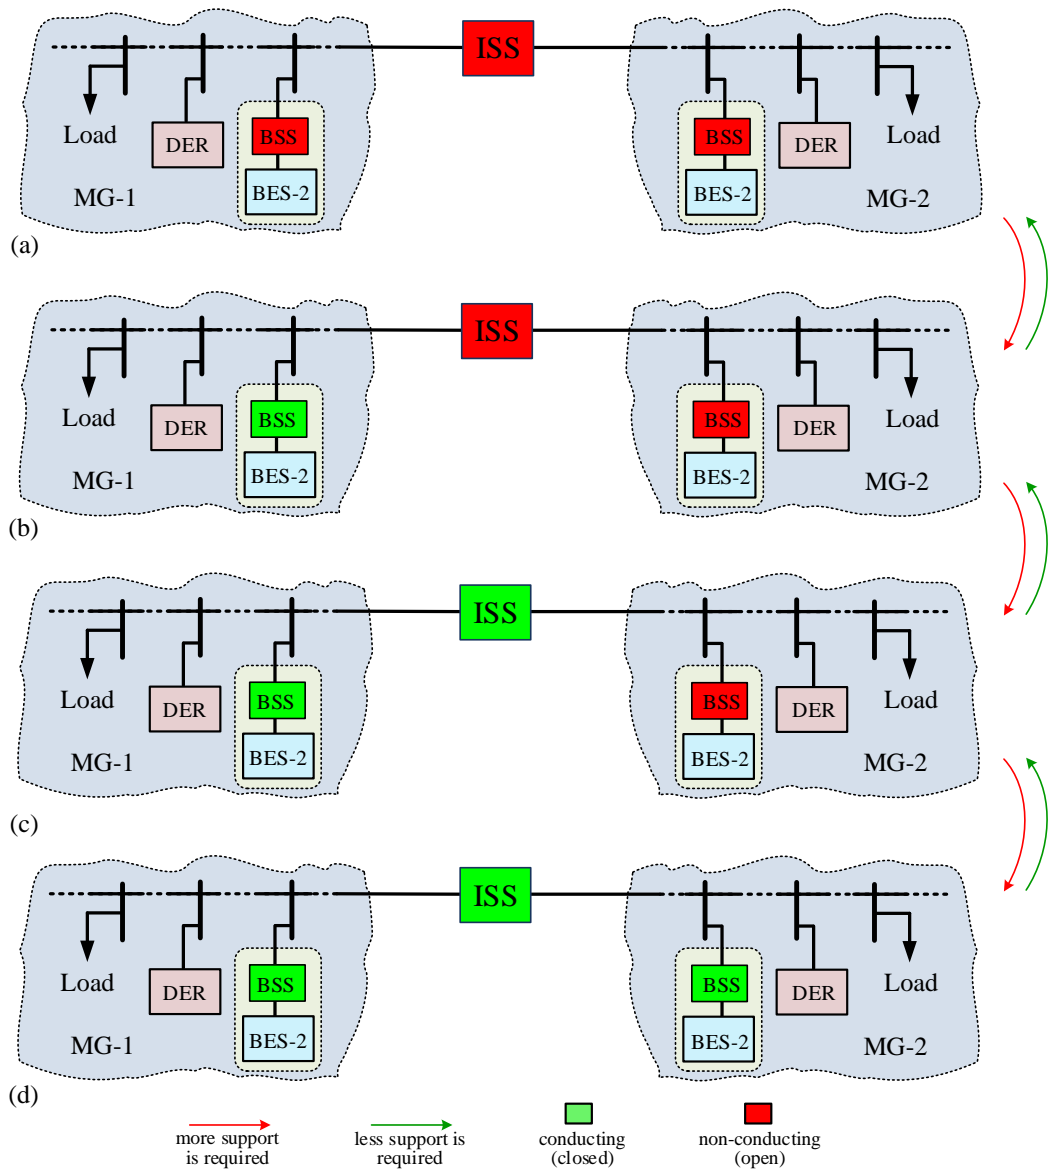 ISS
BSS
BSS
Load
DER
DER
Load
BES-2
BES-2
MG-1
MG-2
(a)
ISS
BSS
BSS
Load
DER
DER
Load
BES-2
BES-2
MG-1
MG-2
(b)
ISS
BSS
BSS
Load
DER
DER
Load
BES-2
BES-2
MG-1
MG-2
(c)
ISS
BSS
BSS
Load
DER
DER
Load
BES-2
BES-2
MG-1
MG-2
(d)
more support
is required
less support is
required
conducting
(closed)
non-conducting
(open)